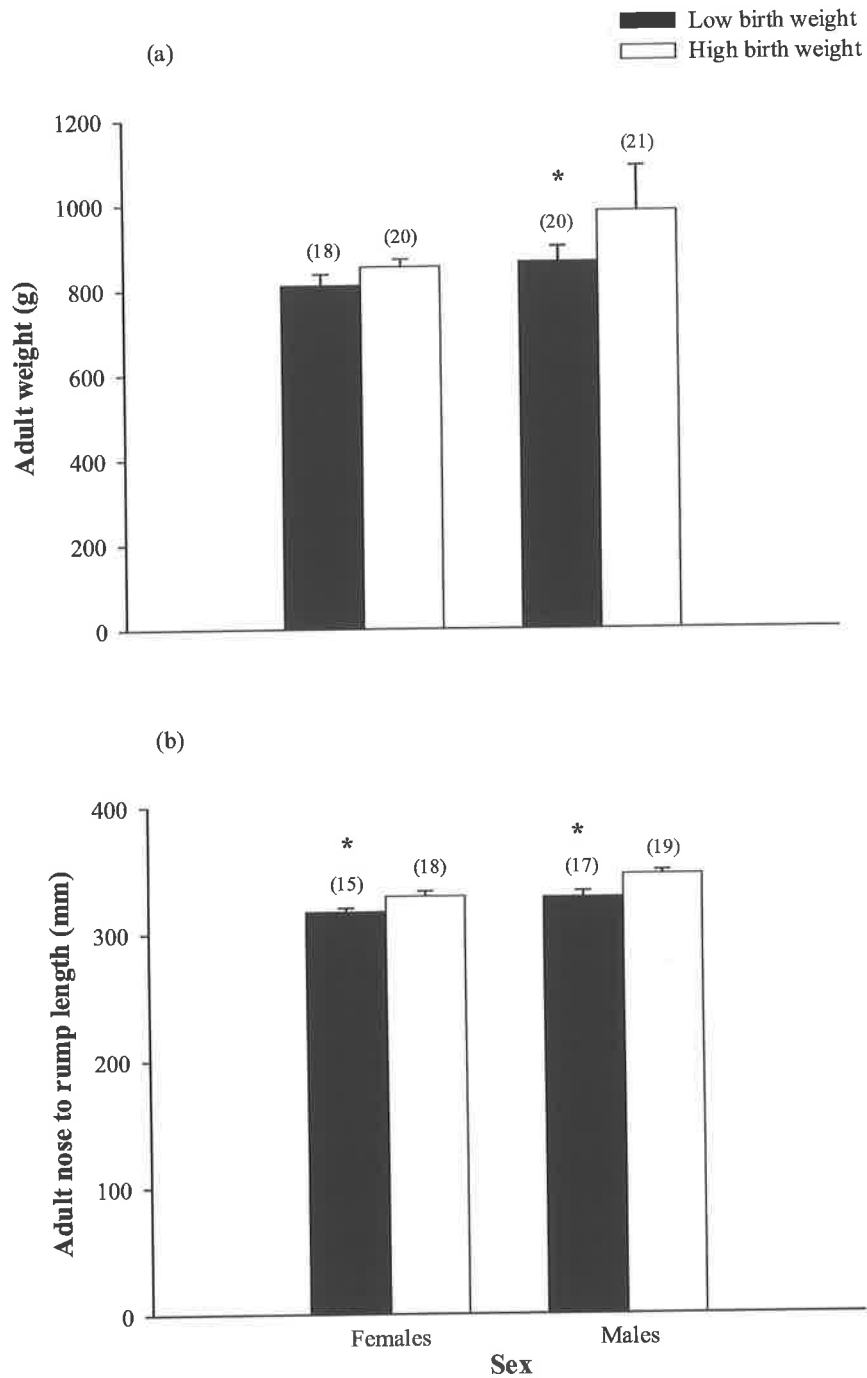 Low birth weight
High birth weight
(a)
1200
1000
800
600
400
200
0
Adult weight (g)
(18)
(20)
*
(20)
(21)
(b)
400
300
200
100
0
Adult nose to rump length (mm)
*
(15)
(18)
*
(17)
(19)
Females
Males
Sex